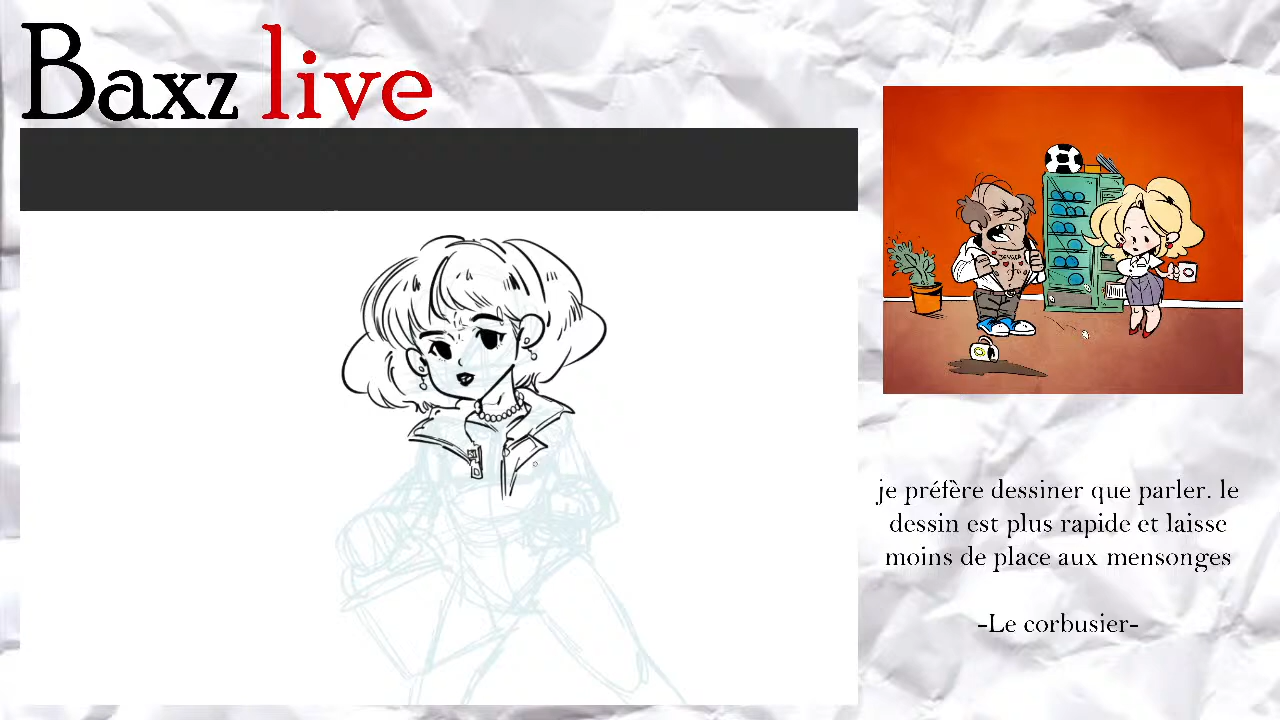 Baxz live
je préfère dessiner que parler. le
dessin est plus rapide et laisse
moins de place aux mensonges
-Le corbusier-